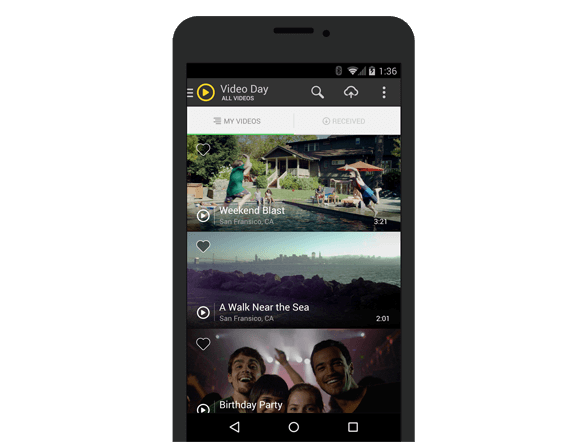 1:36
Video Day
ALL VIDEOS
MY VIDEOS
RECEIVED
Weekend Blast
San Fransico, CA
3:21
A Walk Near the Sea
San Fransico, CA
2:01
Birthday Party